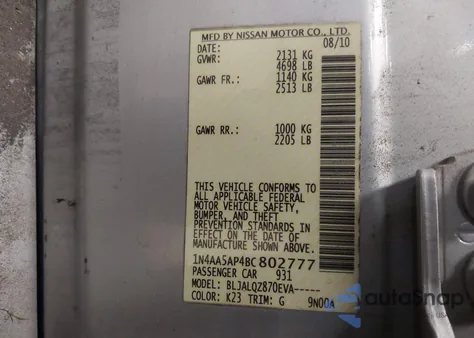 MFD BY NISSAN MOTOR CO., LTD.
DATE: 08/10
GVWR: 2131 KG
4698 LB
GAWR FR.: 1140 KG
2513 LB
GAWR RR.: 1000 KG
2205 LB
THIS VEHICLE CONFORMS TO
ALL APPLICABLE FEDERAL
MOTOR VEHICLE SAFETY,
BUMPER, AND THEFT
PREVENTION STANDARDS IN
EFFECT ON THE DATE OF
MANUFACTURE SHOWN ABOVE.
1N4AA5AP4BC802777
PASSENGER CAR 931
MODEL: BLJALQZ870EVA-----
COLOR: K23 TRIM: G 9N00A
autoSnap